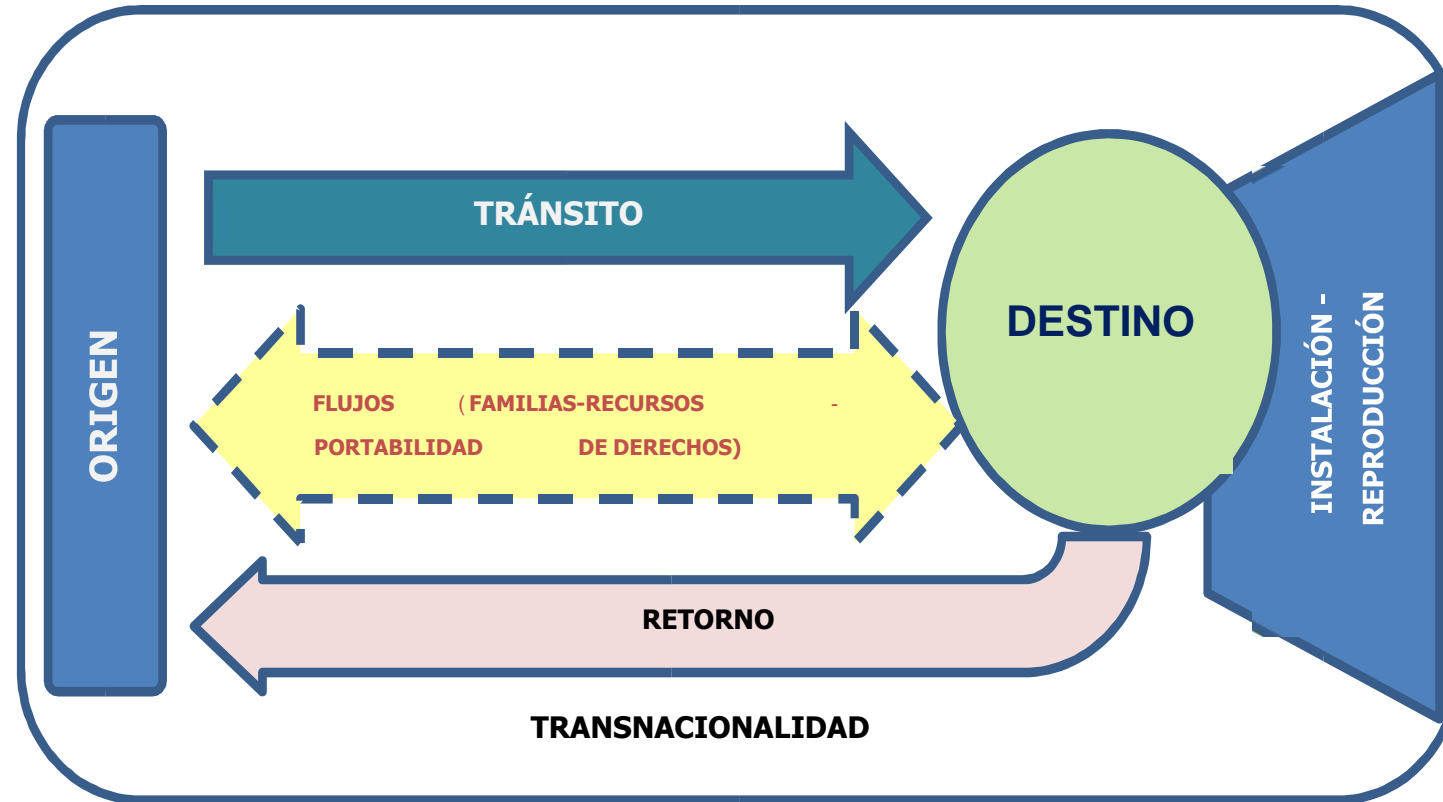 ORIGEN
TRÁNSITO
FLUJOS (FAMILIAS-RECURSOS -
PORTABILIDAD DE DERECHOS)
RETORNO
TRANSNACIONALIDAD
DESTINO
INSTALACIÓN -
REPRODUCCIÓN